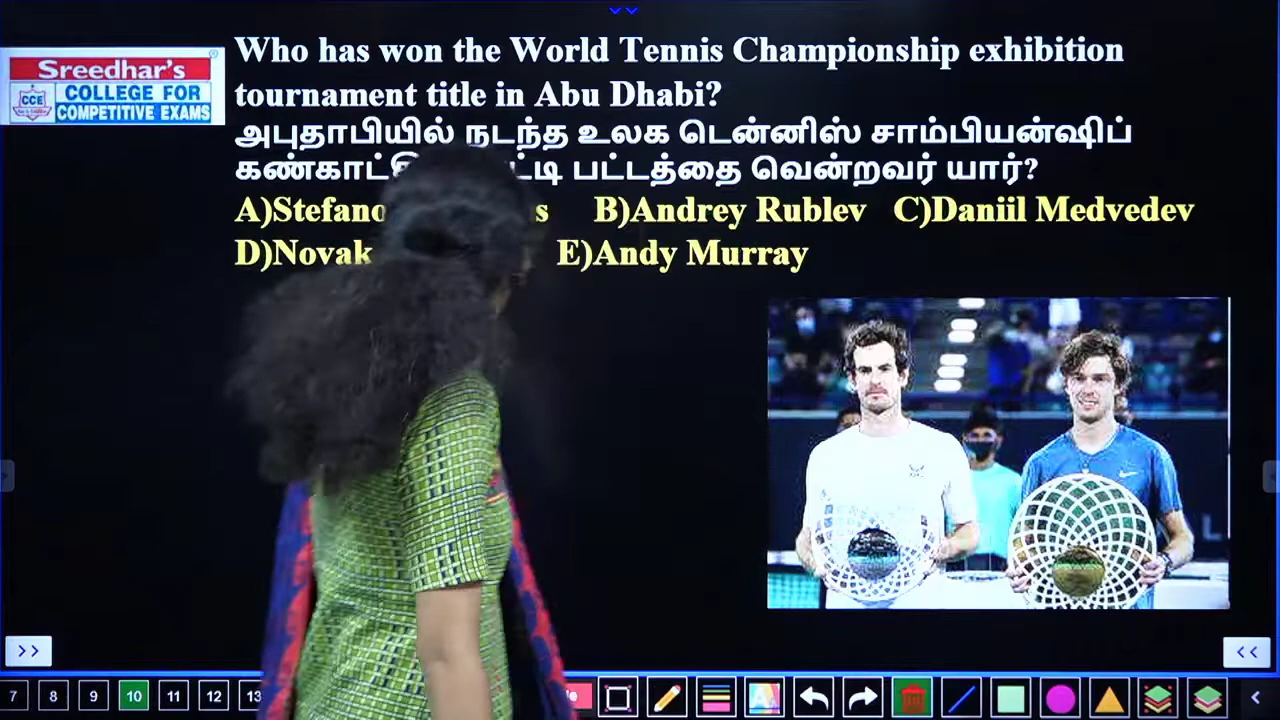 Sreedhar's
CCE
COLLEGE FOR
COMPETITIVE EXAMS
Who has won the World Tennis Championship exhibition
tournament title in Abu Dhabi?
அபுதாபியில் நடந்த உலக டென்னிஸ் சாம்பியன்ஷிப்
பட்டத்தை வென்றவர் யார்?
A) B)Andrey Rublev C)Daniil Medvedev
D)Novak E)Andy Murray
>> <<
7 8 9 10 11 12 13